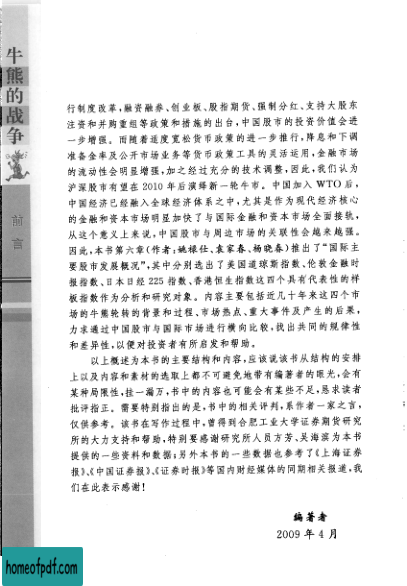 牛熊的战争
前言
行制度改革,融资融券、创业板、股指期货、强制分红、支持大股东
注资和并购重组等政策和措施的出台,中国股市的投资价值会进
一步增强。而随着适度宽松货币政策的进一步推行,降息和下调
准备金率及公开市场业务等货币政策工具的灵活运用,金融市场
的流动性会明显增强,加之经过充分的技术调整,因此,我们认为
沪深股市有望在 2010 年后演绎新一轮牛市。中国加入 WTO 后,
中国经济已经融入全球经济体系之中,尤其是作为现代经济核心
的金融和资本市场明显加快了与国际金融和资本市场全面接轨,
从这个意义上来说,中国股市与周边市场的关联性会越来越强。
因此,本书第六章(作者:姚禄仕、袁家春、杨晓春)推出了“国际主
要股市发展概况”,其中分别选出了美国道琼斯指数、伦敦金融时
报指数、日本日经 225 指数、香港恒生指数这四个具有代表性的样
板指数作为分析和研究对象。内容主要包括近几十年来这四个市
场的牛熊轮转的背景和过程、市场热点、重大事件及产生的后果,
力求通过中国股市与国际市场进行横向比较,找出共同的规律性
和差异性,以便对投资者有所启发和帮助。
以上概述为本书的主要结构和内容,应该说该书从结构的安排
上以及内容和素材的选取上都不可避免地带有编著者的眼光,会有
某种局限性,挂一漏万,书中的内容也可能会有某些不足,恳求读者
批评指正。需要特别指出的是,书中的相关评判,系作者一家之言,
仅供参考。该书在写作过程中,曾得到合肥工业大学证券期货研究
所的大力支持和帮助,特别要感谢研究所人员方芳、吴海滨为本书
提供的一些资料和数据;另外本书的一些数据也参考了《上海证券
报》、《中国证券报》、《证券时报》等国内财经媒体的同期相关报道,我
们在此表示感谢!
编著者
2009 年 4 月
homeofpdf.com